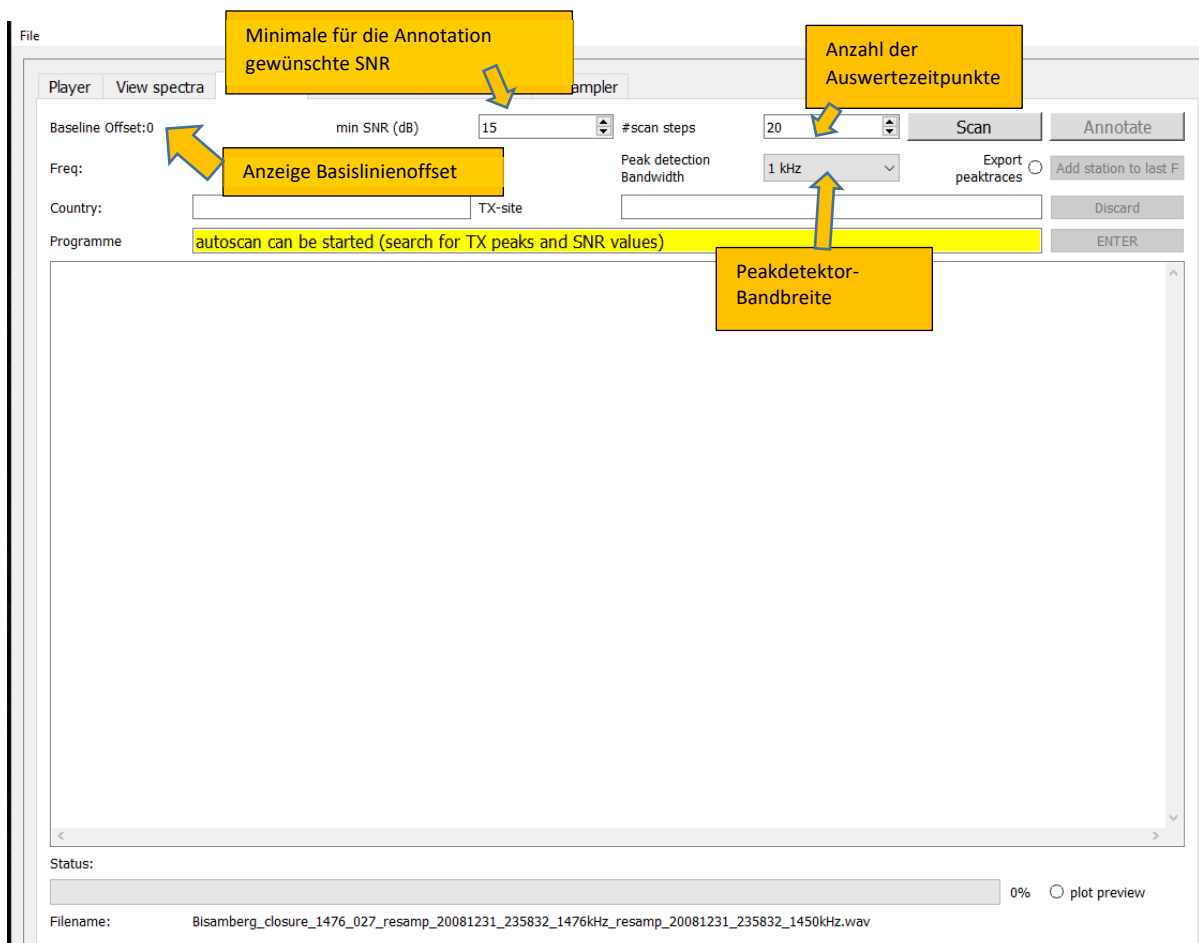 File
Minimale für die Annotation
gewünschte SNR
Anzahl der
Auswertezeitpunkte
Player View spectra ampler
Baseline Offset:0 min SNR (dB) 15 #scan steps 20 Scan Annotate
Freq: Anzeige Basislinienoffset Peak detection
Bandwidth 1 kHz Export
peaktraces Add station to last F
Country: TX-site Discard
Programme autoscan can be started (search for TX peaks and SNR values) ENTER
Peakdetektor-
Bandbreite
Status:
0% plot preview
Filename: Bisamberg_closure_1476_027_resamp_20081231_235832_1476kHz_resamp_20081231_235832_1450kHz.wav